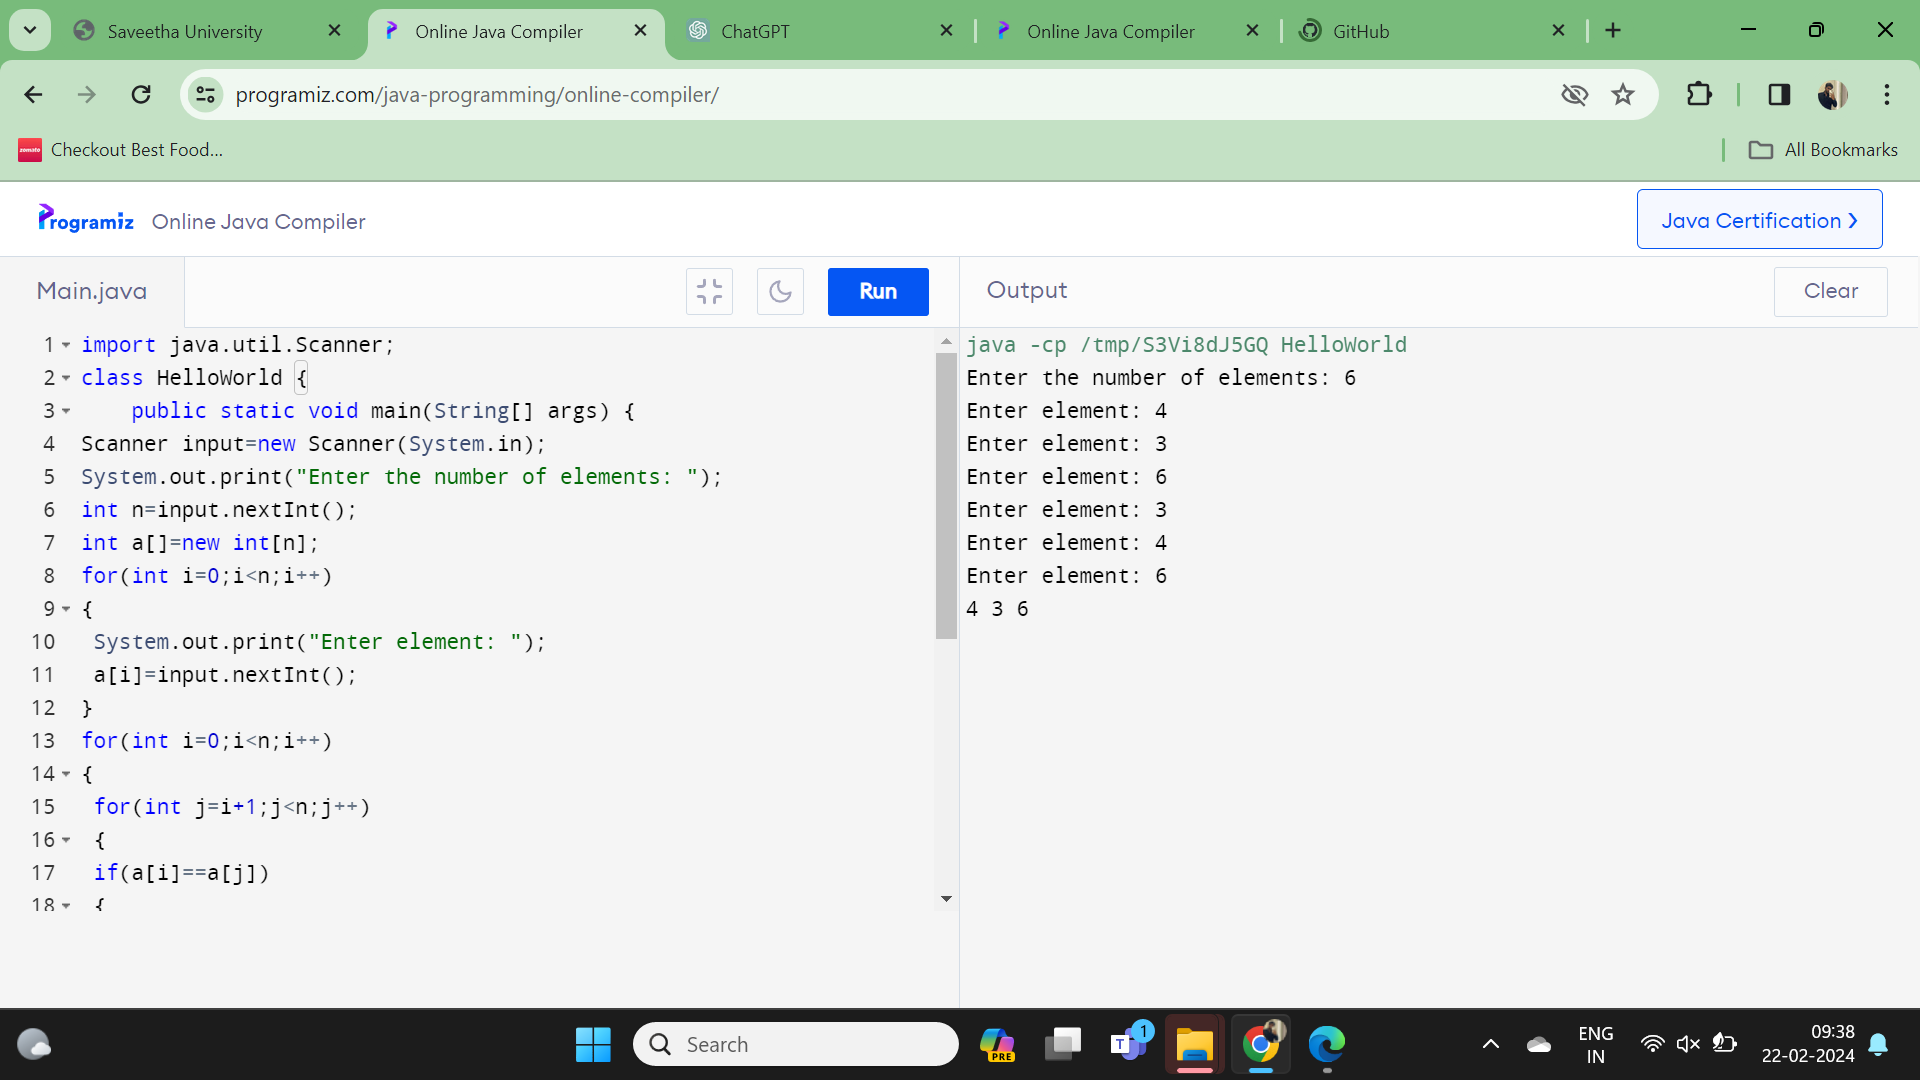 Saveetha University
Online Java Compiler
ChatGPT
Online Java Compiler
GitHub
programiz.com/java-programming/online-compiler/
zomato
Checkout Best Food...
All Bookmarks
Programiz
Online Java Compiler
Java Certification
Main.java
Run
Output
Clear
1 import java.util.Scanner;
2 class HelloWorld {
3 public static void main(String[] args) {
4 Scanner input=new Scanner(System.in);
5 System.out.print("Enter the number of elements: ");
6 int n=input.nextInt();
7 int a[]=new int[n];
8 for(int i=0;i<n;i++)
9 {
10 System.out.print("Enter element: ");
11 a[i]=input.nextInt();
12 }
13 for(int i=0;i<n;i++)
14 {
15 for(int j=i+1;j<n;j++)
16 {
17 if(a[i]==a[j])
18 {
java -cp /tmp/S3Vi8dJ5GQ HelloWorld
Enter the number of elements: 6
Enter element: 4
Enter element: 3
Enter element: 6
Enter element: 3
Enter element: 4
Enter element: 6
4 3 6
Search
PRE
T
1
ENG
IN
09:38
22-02-2024